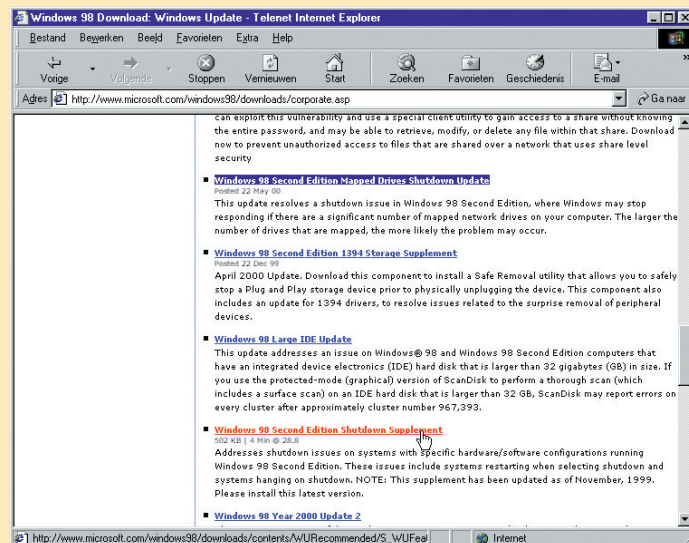 Windows 98 Download: Windows Update - Telenet Internet Explorer
Bestand Bewerken Beeld Favorieten Extra Help
Vorige Volgende Stoppen Vernieuwen Start Zoeken Favorieten Geschiedenis E-mail »
Adres http://www.microsoft.com/windows98/downloads/corporate.asp Ga naar
can exploit this vulnerability and use a special client utility to gain access to a share without knowing
the entire password, and may be able to retrieve, modify, or delete any file within that share. Download
now to prevent unauthorized access to files that are shared over a network that uses share level
security
Windows 98 Second Edition Mapped Drives Shutdown Update
Posted 22 May 00
This update resolves a shutdown issue in Windows 98 Second Edition, where Windows may stop
responding if there are a significant number of mapped network drives on your computer. The larger the
number of drives that are mapped, the more likely the problem may occur.
Windows 98 Second Edition 1394 Storage Supplement
Posted 22 Dec 99
April 2000 Update. Download this component to install a Safe Removal utility that allows you to safely
stop a Plug and Play storage device prior to physically unplugging the device. This component also
includes an update for 1394 drivers, to resolve issues related to the surprise removal of peripheral
devices.
Windows 98 Large IDE Update
This update addresses an issue on Windows® 98 and Windows 98 Second Edition computers that
have an integrated device electronics (IDE) hard disk that is larger than 32 gigabytes (GB) in size. If
you use the protected-mode (graphical) version of ScanDisk to perform a thorough scan (which
includes a surface scan) on an IDE hard disk that is larger than 32 GB, ScanDisk may report errors on
every cluster after approximately cluster number 967,393.
Windows 98 Second Edition Shutdown Supplement
502 KB | 4 Min @ 28.8
Addresses shutdown issues on systems with specific hardware/software configurations running
Windows 98 Second Edition. These issues include systems restarting when selecting shutdown and
systems hanging on shutdown. NOTE: This supplement has been updated as of November, 1999.
Please install this latest version.
Windows 98 Year 2000 Update 2
http://www.microsoft.com/windows98/downloads/contents/WURecommended/S_WUFeat Internet